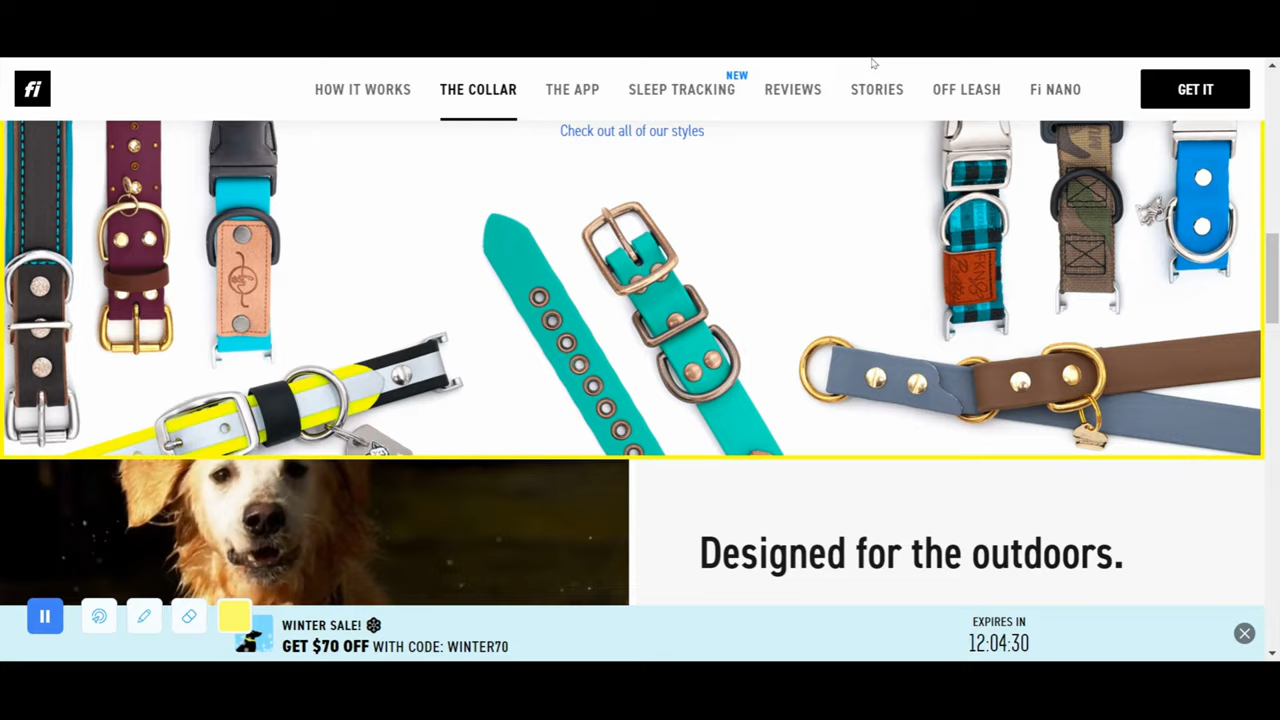 fi
HOW IT WORKS
THE COLLAR
THE APP
NEW
SLEEP TRACKING
REVIEWS
STORIES
OFF LEASH
Fi NANO
GET IT
Check out all of our styles
Designed for the outdoors.
WINTER SALE!
GET $70 OFF WITH CODE: WINTER70
EXPIRES IN
12:04:30